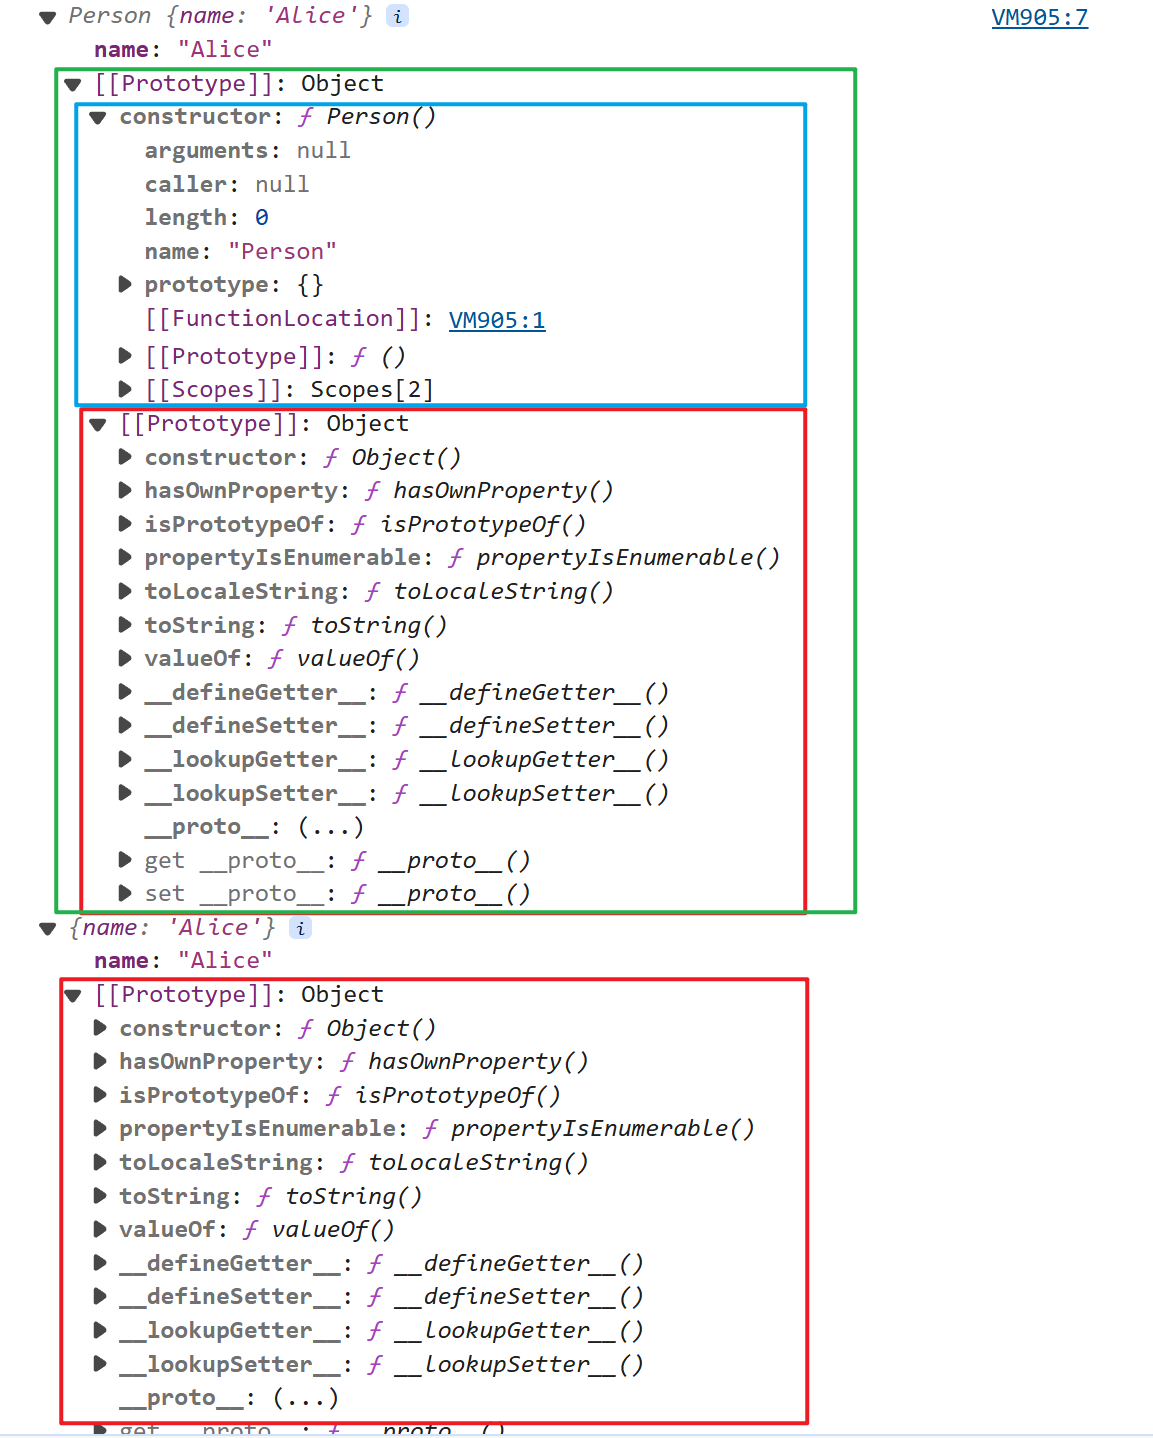 Person {name: 'Alice'} i VM905:7
name: "Alice"
[[Prototype]]: Object
constructor: ƒ Person()
arguments: null
caller: null
length: 0
name: "Person"
prototype: {}
[[FunctionLocation]]: VM905:1
[[Prototype]]: ƒ ()
[[Scopes]]: Scopes[2]
[[Prototype]]: Object
constructor: ƒ Object()
hasOwnProperty: ƒ hasOwnProperty()
isPrototypeOf: ƒ isPrototypeOf()
propertyIsEnumerable: ƒ propertyIsEnumerable()
toLocaleString: ƒ toLocaleString()
toString: ƒ toString()
valueOf: ƒ valueOf()
__defineGetter__: ƒ __defineGetter__()
__defineSetter__: ƒ __defineSetter__()
__lookupGetter__: ƒ __lookupGetter__()
__lookupSetter__: ƒ __lookupSetter__()
__proto__: (...)
get __proto__: ƒ __proto__()
set __proto__: ƒ __proto__()
{name: 'Alice'} i
name: "Alice"
[[Prototype]]: Object
constructor: ƒ Object()
hasOwnProperty: ƒ hasOwnProperty()
isPrototypeOf: ƒ isPrototypeOf()
propertyIsEnumerable: ƒ propertyIsEnumerable()
toLocaleString: ƒ toLocaleString()
toString: ƒ toString()
valueOf: ƒ valueOf()
__defineGetter__: ƒ __defineGetter__()
__defineSetter__: ƒ __defineSetter__()
__lookupGetter__: ƒ __lookupGetter__()
__lookupSetter__: ƒ __lookupSetter__()
__proto__: (...)
get __proto__: ƒ __proto__()